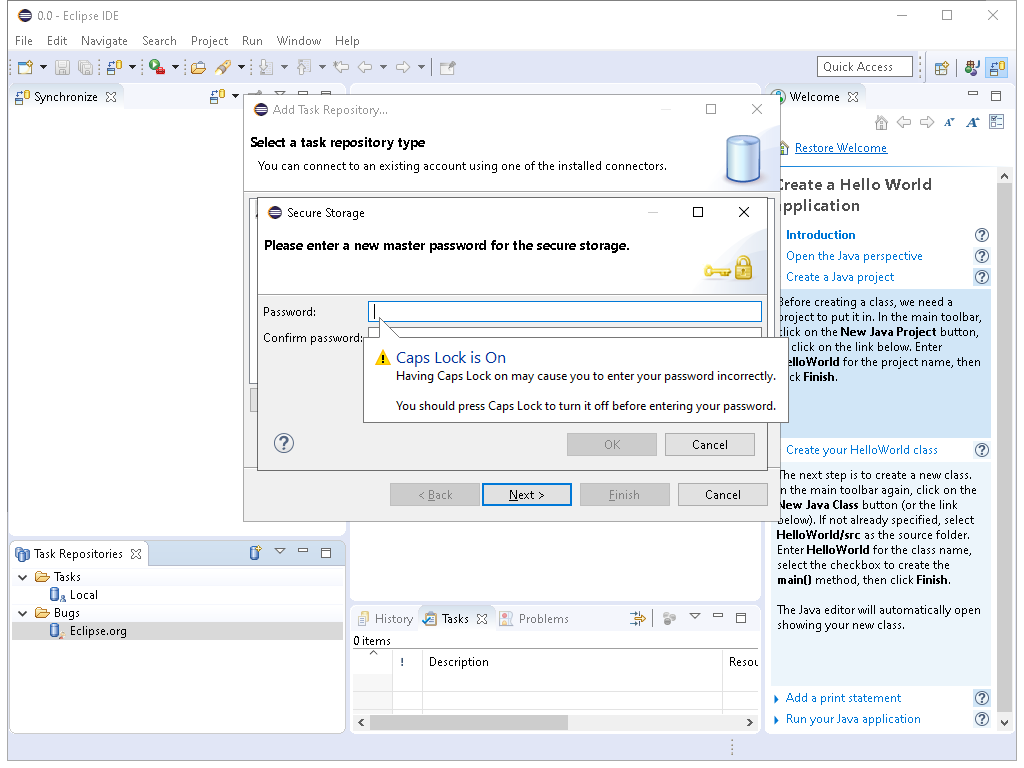 0.0 - Eclipse IDE
File Edit Navigate Search Project Run Window Help
Quick Access
Synchronize
Welcome
Add Task Repository...
Select a task repository type
You can connect to an existing account using one of the installed connectors.
Restore Welcome
Create a Hello World
application
Secure Storage
Please enter a new master password for the secure storage.
Password:
Confirm password:
Caps Lock is On
Having Caps Lock on may cause you to enter your password incorrectly.
You should press Caps Lock to turn it off before entering your password.
OK Cancel
< Back Next > Finish Cancel
Introduction
Open the Java perspective
Create a Java project
Before creating a class, we need a
project to put it in. In the main toolbar,
click on the New Java Project button,
click on the link below. Enter
HelloWorld for the project name, then
click Finish.
Create your HelloWorld class
The next step is to create a new class.
In the main toolbar again, click on the
New Java Class button (or the link
below). If not already specified, select
HelloWorld/src as the source folder.
Enter HelloWorld for the class name,
select the checkbox to create the
main() method, then click Finish.
The Java editor will automatically open
showing your new class.
Add a print statement
Run your Java application
Task Repositories
Tasks
Local
Bugs
Eclipse.org
History Tasks Problems
0 items
! Description Resou